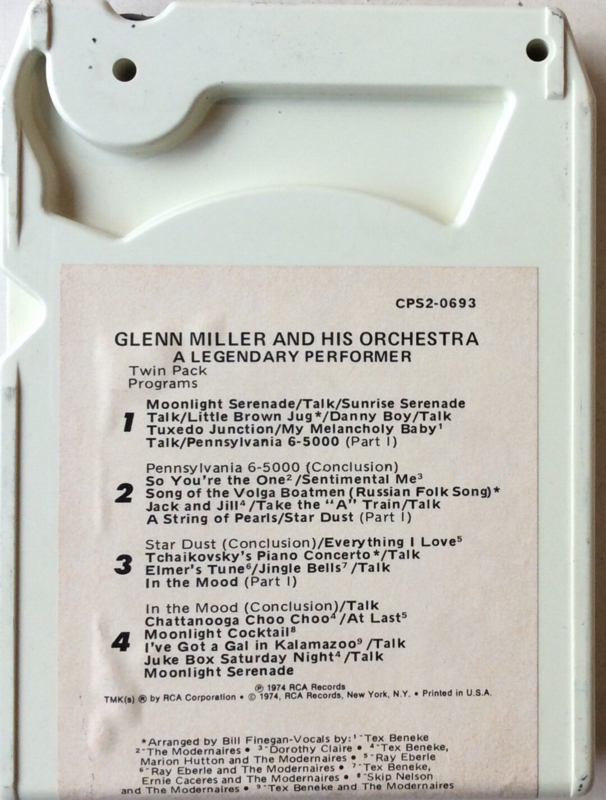 CPS2-0693
GLENN MILLER AND HIS ORCHESTRA
A LEGENDARY PERFORMER
Twin Pack
Programs
1
Moonlight Serenade/Talk/Sunrise Serenade
Talk/Little Brown Jug*/Danny Boy/Talk
Tuxedo Junction/My Melancholy Baby¹
Talk/Pennsylvania 6-5000 (Part I)
2
Pennsylvania 6-5000 (Conclusion)
So You're the One²/Sentimental Me³
Song of the Volga Boatmen (Russian Folk Song)*
Jack and Jill⁴/Take the "A" Train/Talk
A String of Pearls/Star Dust (Part I)
3
Star Dust (Conclusion)/Everything I Love⁵
Tchaikovsky's Piano Concerto*/Talk
Elmer's Tune⁶/Jingle Bells⁷/Talk
In the Mood (Part I)
4
In the Mood (Conclusion)/Talk
Chattanooga Choo Choo⁴/At Last⁵
Moonlight Cocktail⁸
I've Got a Gal in Kalamazoo⁹/Talk
Juke Box Saturday Night⁴/Talk
Moonlight Serenade
℗ 1974 RCA Records
TMK(s) ® by RCA Corporation • © 1974, RCA Records, New York, N.Y. • Printed in U.S.A.
*Arranged by Bill Finegan-Vocals by: ¹-Tex Beneke
²-The Modernaires • ³-Dorothy Claire • ⁴-Tex Beneke,
Marion Hutton and The Modernaires • ⁵-Ray Eberle
⁶-Ray Eberle and The Modernaires • ⁷-Tex Beneke,
Ernie Caceres and The Modernaires • ⁸-Skip Nelson
and The Modernaires • ⁹-Tex Beneke and The Modernaires